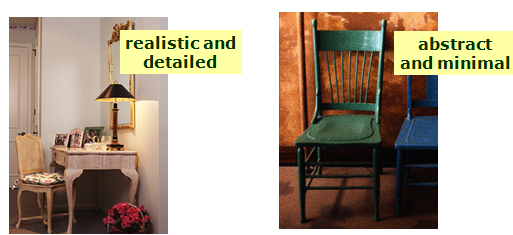 realistic and
detailed
abstract
and minimal